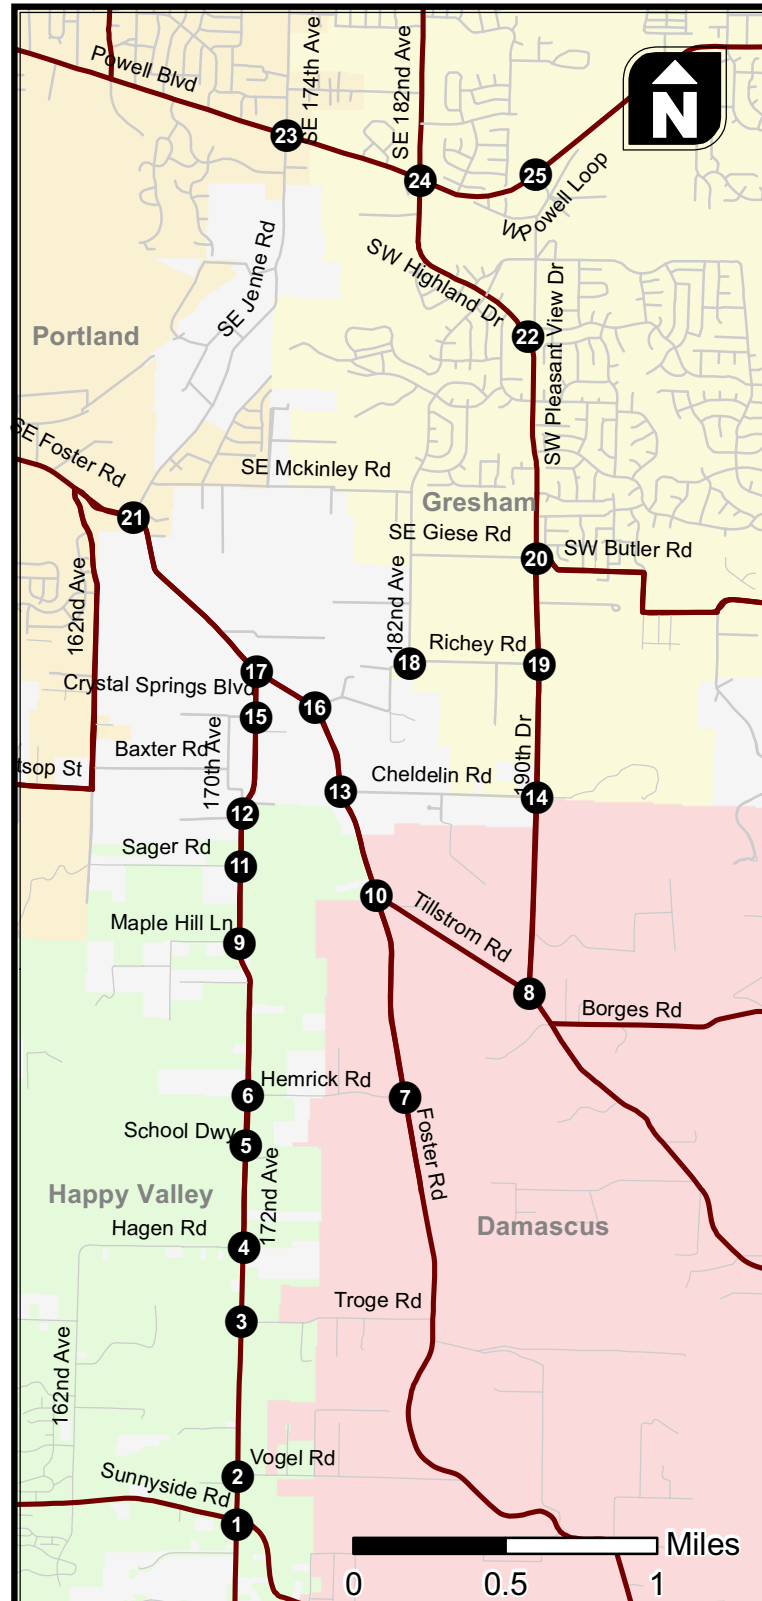 Powell Blvd
SE 174th Ave
SE 182nd Ave
N
23
24
25
W Powell Loop
SE Jenne Rd
SW Highland Dr
SW Pleasant View Dr
Portland
22
SE Foster Rd
SE Mckinley Rd
Gresham
21
SE Giese Rd
20
SW Butler Rd
162nd Ave
182nd Ave
Richey Rd
18
19
17
Crystal Springs Blvd
16
15
170th Ave
Baxter Rd
190th Dr
tsop St
Cheldelin Rd
13
14
12
Sager Rd
11
10
Tillstrom Rd
Maple Hill Ln
9
8
Borges Rd
Hemrick Rd
6
7
School Dwy
5
Foster Rd
172nd Ave
Happy Valley
Damascus
Hagen Rd
4
Troge Rd
3
162nd Ave
Vogel Rd
2
Sunnyside Rd
1
Miles
0 0.5 1